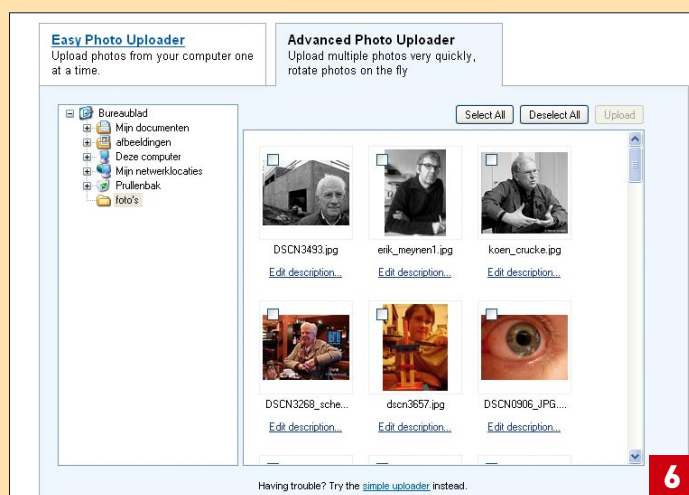 Easy Photo Uploader
Upload photos from your computer one
at a time.
Advanced Photo Uploader
Upload multiple photos very quickly,
rotate photos on the fly
Bureaublad
Mijn documenten
afbeeldingen
Deze computer
Mijn netwerklocaties
Prullenbak
foto's
Select All
Deselect All
Upload
DSCN3493.jpg
erik_meynen1.jpg
koen_crucke.jpg
Edit description...
Edit description...
Edit description...
DSCN3268_sche...
dscn3657.jpg
DSCN0906_JPG....
Edit description...
Edit description...
Edit description...
Having trouble? Try the simple uploader instead.
6